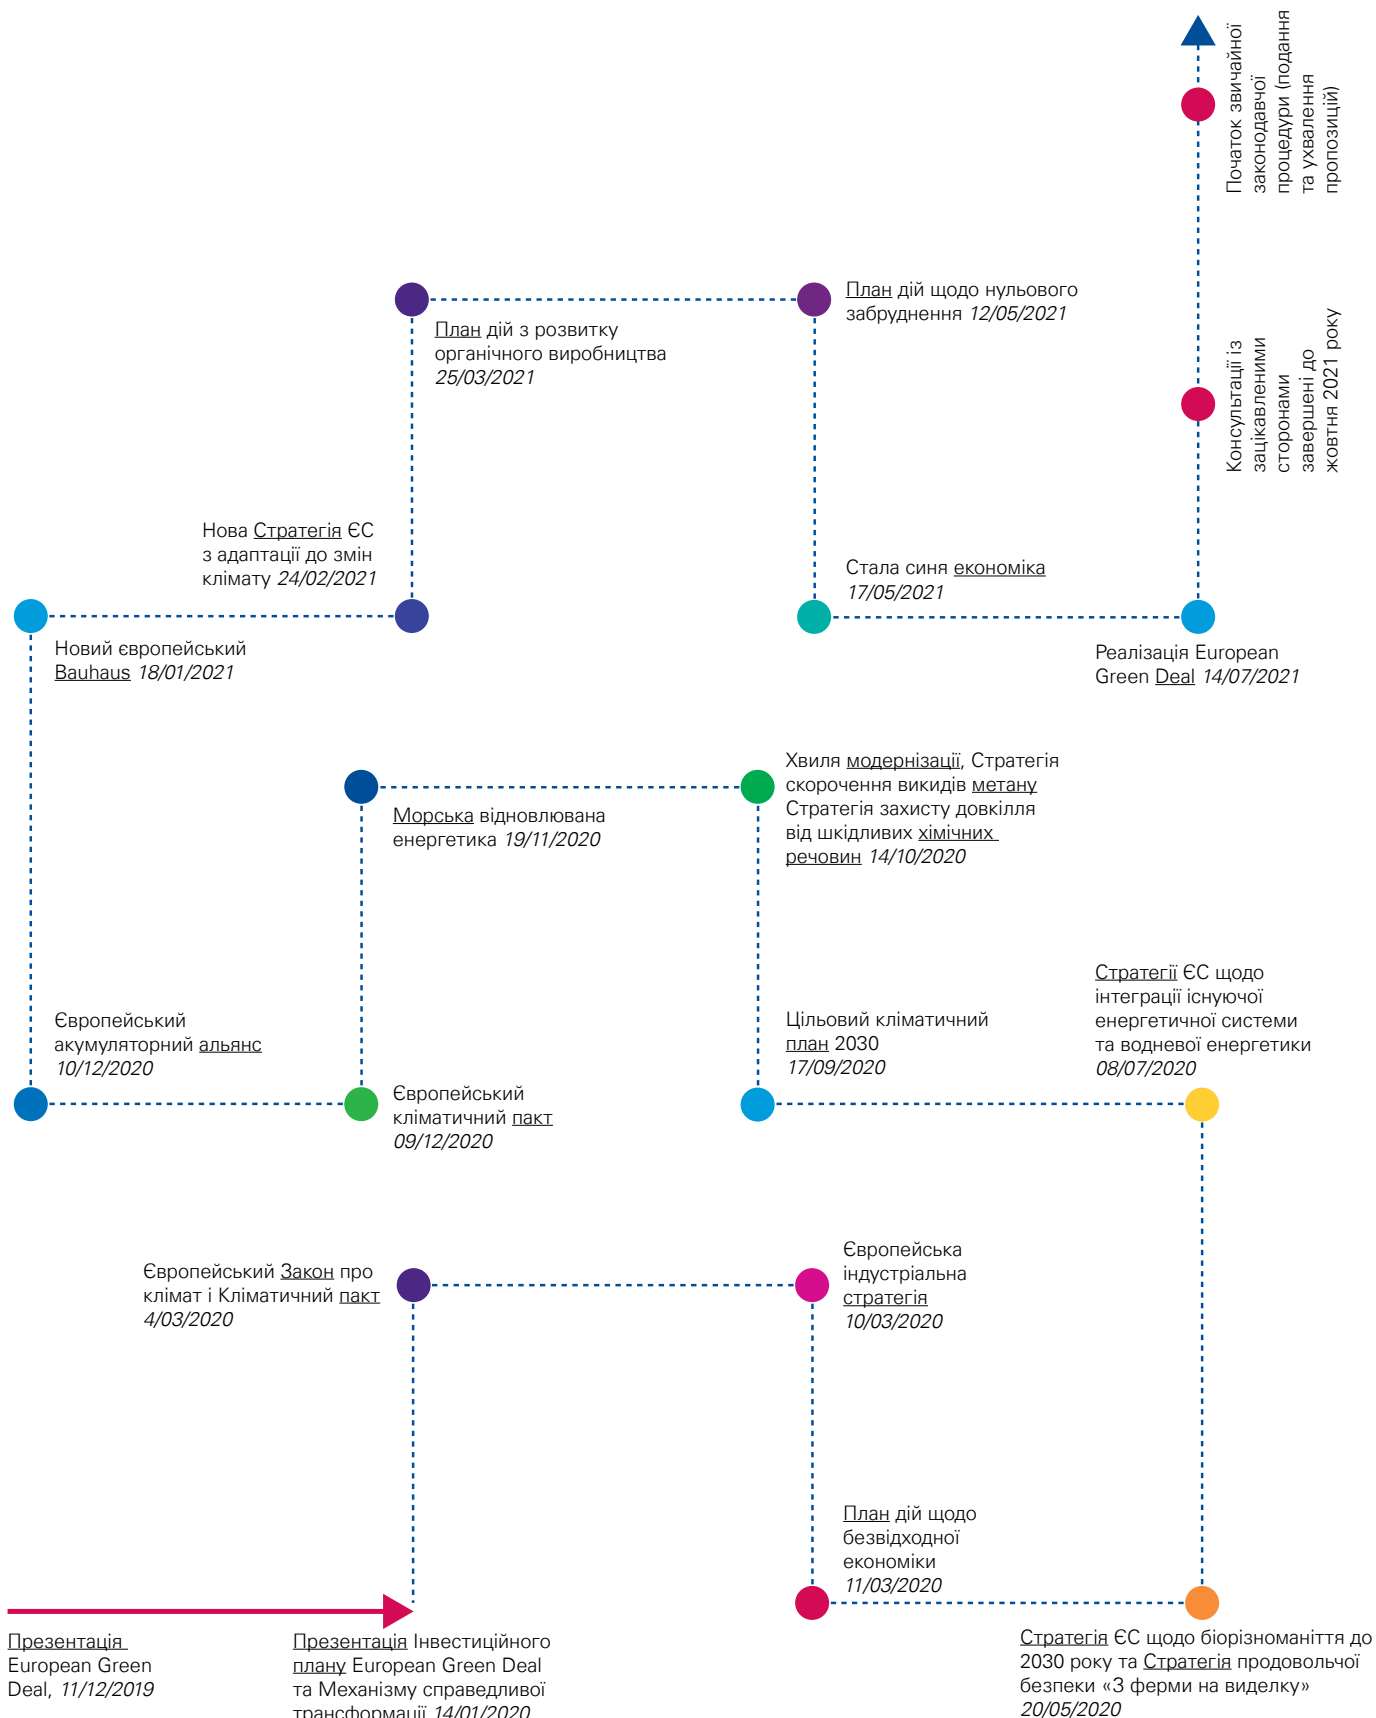 Початок звичайної
законодавчої
процедури (подання
та ухвалення
пропозицій)
План дій щодо нульового
забруднення 12/05/2021
План дій з розвитку
органічного виробництва
25/03/2021
Консультації із
зацікавленими
сторонами
завершені до
жовтня 2021 року
Нова Стратегія ЄС
з адаптації до змін
клімату 24/02/2021
Стала синя економіка
17/05/2021
Новий європейський
Bauhaus 18/01/2021
Реалізація European
Green Deal 14/07/2021
Хвиля модернізації, Стратегія
скорочення викидів метану
Стратегія захисту довкілля
від шкідливих хімічних
речовин 14/10/2020
Морська відновлювана
енергетика 19/11/2020
Стратегії ЄС щодо
інтеграції існуючої
енергетичної системи
та водневої енергетики
08/07/2020
Європейський
акумуляторний альянс
10/12/2020
Цільовий кліматичний
план 2030
17/09/2020
Європейський
кліматичний пакт
09/12/2020
Європейський Закон про
клімат і Кліматичний пакт
4/03/2020
Європейська
індустріальна
стратегія
10/03/2020
План дій щодо
безвідходної
економіки
11/03/2020
Презентація
European Green
Deal, 11/12/2019
Презентація Інвестиційного
плану European Green Deal
та Механізму справедливої
трансформації 14/01/2020
Стратегія ЄС щодо біорізноманіття до
2030 року та Стратегія продовольчої
безпеки «З ферми на виделку»
20/05/2020